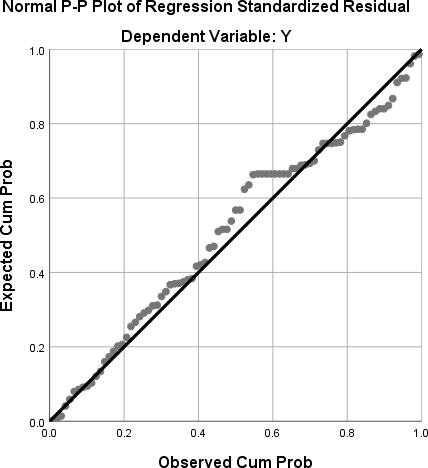 Normal P-P Plot of Regression Standardized Residual
Dependent Variable: Y
Expected Cum Prob
1.0
0.8
0.6
0.4
0.2
0.0
0.0 0.2 0.4 0.6 0.8 1.0
Observed Cum Prob